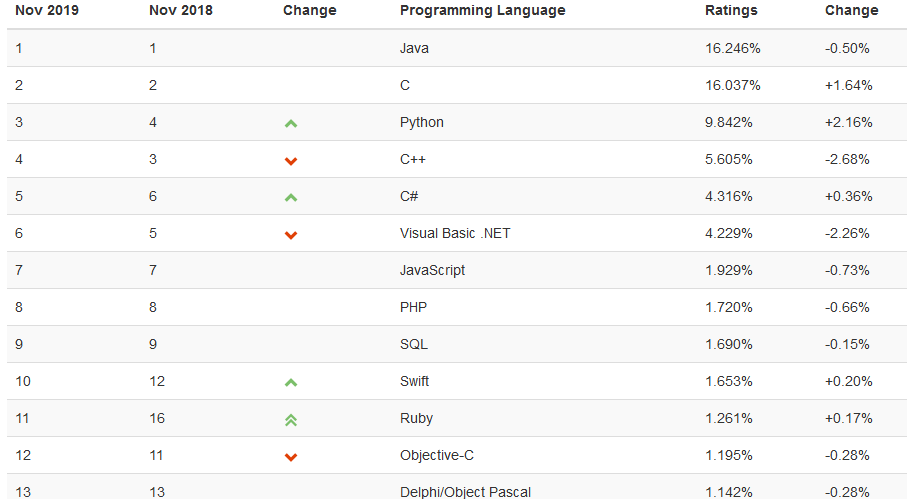 Nov 2019 Nov 2018 Change Programming Language Ratings Change
1 1 Java 16.246% -0.50%
2 2 C 16.037% +1.64%
3 4 Python 9.842% +2.16%
4 3 C++ 5.605% -2.68%
5 6 C# 4.316% +0.36%
6 5 Visual Basic .NET 4.229% -2.26%
7 7 JavaScript 1.929% -0.73%
8 8 PHP 1.720% -0.66%
9 9 SQL 1.690% -0.15%
10 12 Swift 1.653% +0.20%
11 16 Ruby 1.261% +0.17%
12 11 Objective-C 1.195% -0.28%
13 13 Delphi/Object Pascal 1.142% -0.28%